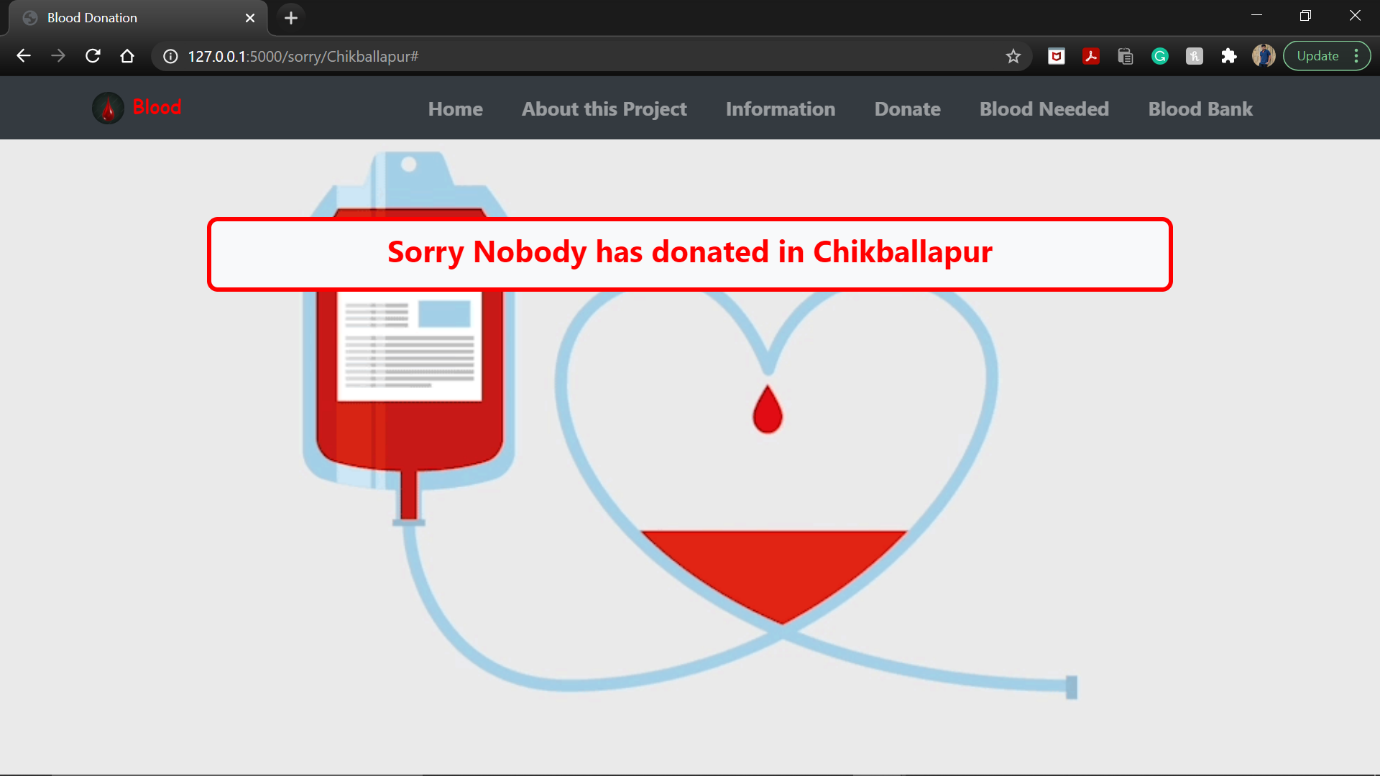 Blood Donation
127.0.0.1:5000/sorry/Chikballapur#
Update
Blood
Home About this Project Information Donate Blood Needed Blood Bank
Sorry Nobody has donated in Chikballapur